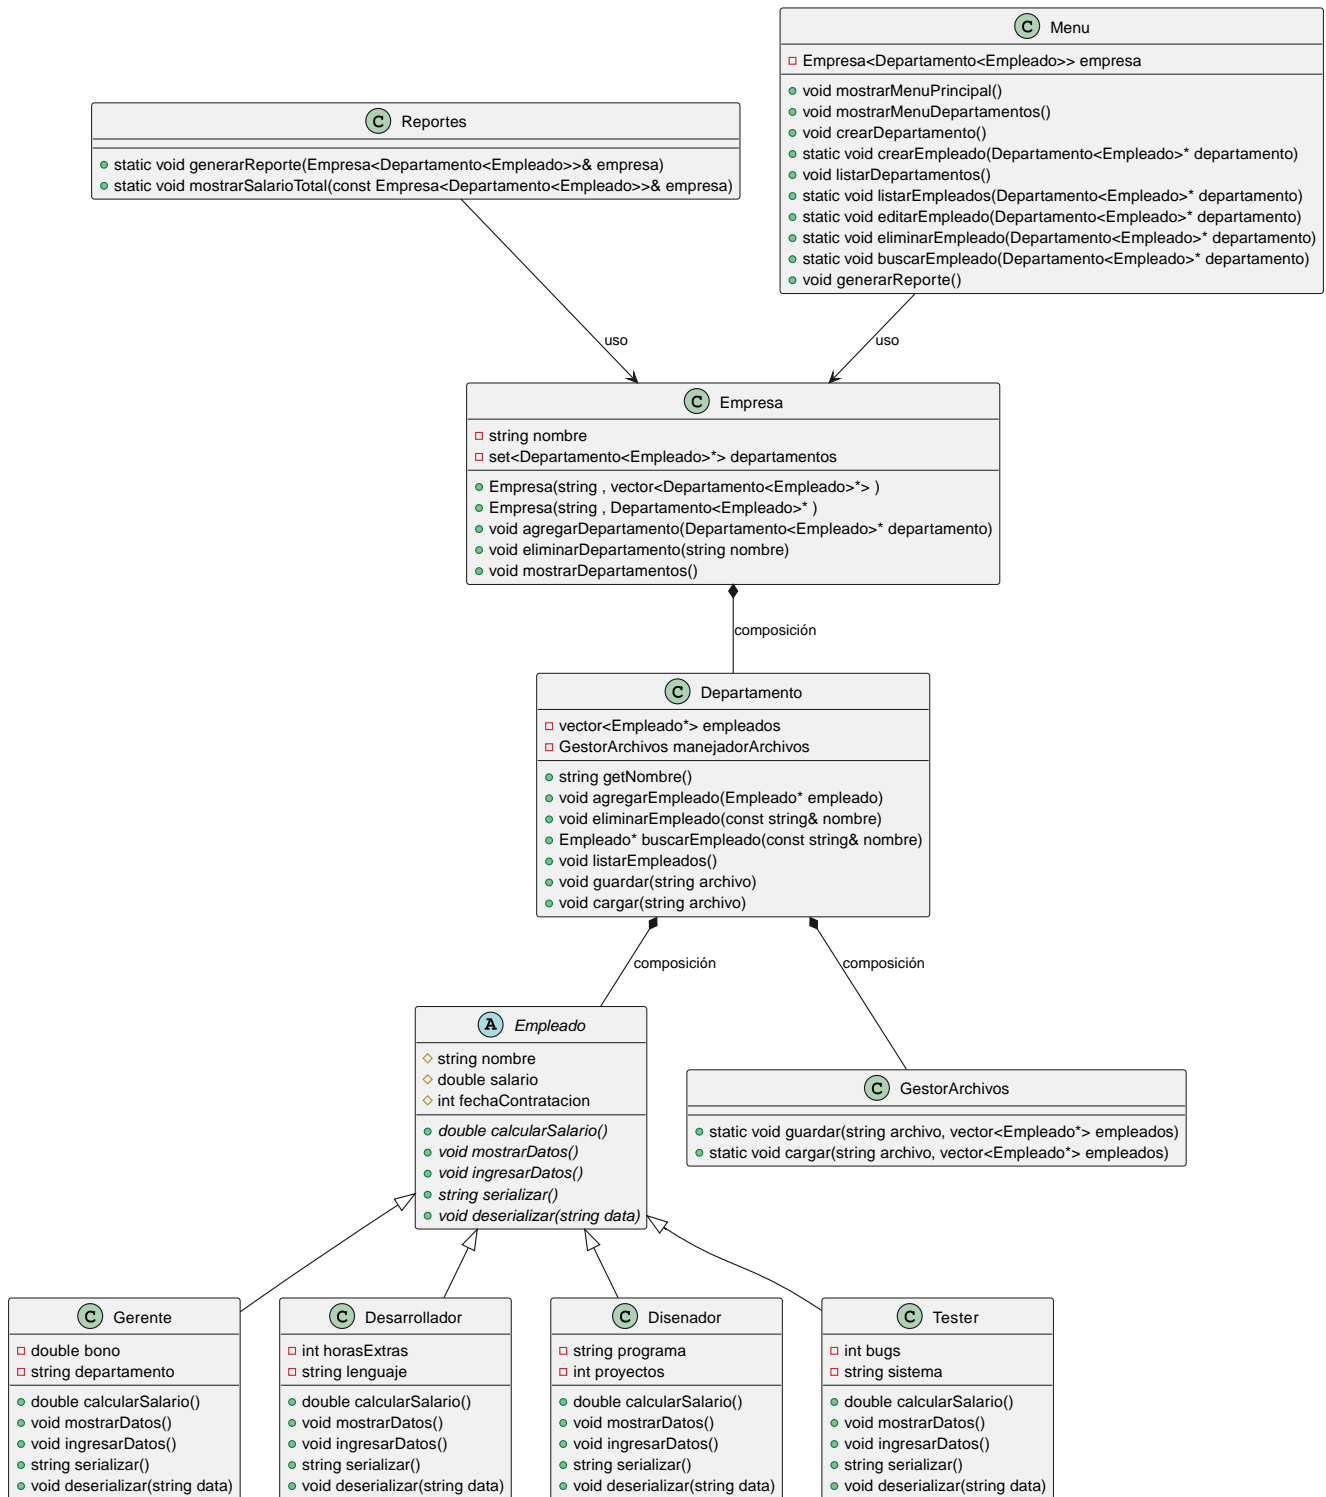 C Menu
Empresa<Departamento<Empleado>> empresa
void mostrarMenuPrincipal()
void mostrarMenuDepartamentos()
void crearDepartamento()
static void crearEmpleado(Departamento<Empleado>* departamento)
void listarDepartamentos()
static void listarEmpleados(Departamento<Empleado>* departamento)
static void editarEmpleado(Departamento<Empleado>* departamento)
static void eliminarEmpleado(Departamento<Empleado>* departamento)
static void buscarEmpleado(Departamento<Empleado>* departamento)
void generarReporte()
C Reportes
static void generarReporte(Empresa<Departamento<Empleado>>& empresa)
static void mostrarSalarioTotal(const Empresa<Departamento<Empleado>>& empresa)
uso
uso
C Empresa
string nombre
set<Departamento<Empleado>*> departamentos
Empresa(string , vector<Departamento<Empleado>*> )
Empresa(string , Departamento<Empleado>* )
void agregarDepartamento(Departamento<Empleado>* departamento)
void eliminarDepartamento(string nombre)
void mostrarDepartamentos()
composición
C Departamento
vector<Empleado*> empleados
GestorArchivos manejadorArchivos
string getNombre()
void agregarEmpleado(Empleado* empleado)
void eliminarEmpleado(const string& nombre)
Empleado* buscarEmpleado(const string& nombre)
void listarEmpleados()
void guardar(string archivo)
void cargar(string archivo)
composición
composición
A Empleado
string nombre
double salario
int fechaContratacion
double calcularSalario()
void mostrarDatos()
void ingresarDatos()
string serializar()
void deserializar(string data)
C GestorArchivos
static void guardar(string archivo, vector<Empleado*> empleados)
static void cargar(string archivo, vector<Empleado*> empleados)
C Gerente
double bono
string departamento
double calcularSalario()
void mostrarDatos()
void ingresarDatos()
string serializar()
void deserializar(string data)
C Desarrollador
int horasExtras
string lenguaje
double calcularSalario()
void mostrarDatos()
void ingresarDatos()
string serializar()
void deserializar(string data)
C Disenador
string programa
int proyectos
double calcularSalario()
void mostrarDatos()
void ingresarDatos()
string serializar()
void deserializar(string data)
C Tester
int bugs
string sistema
double calcularSalario()
void mostrarDatos()
void ingresarDatos()
string serializar()
void deserializar(string data)